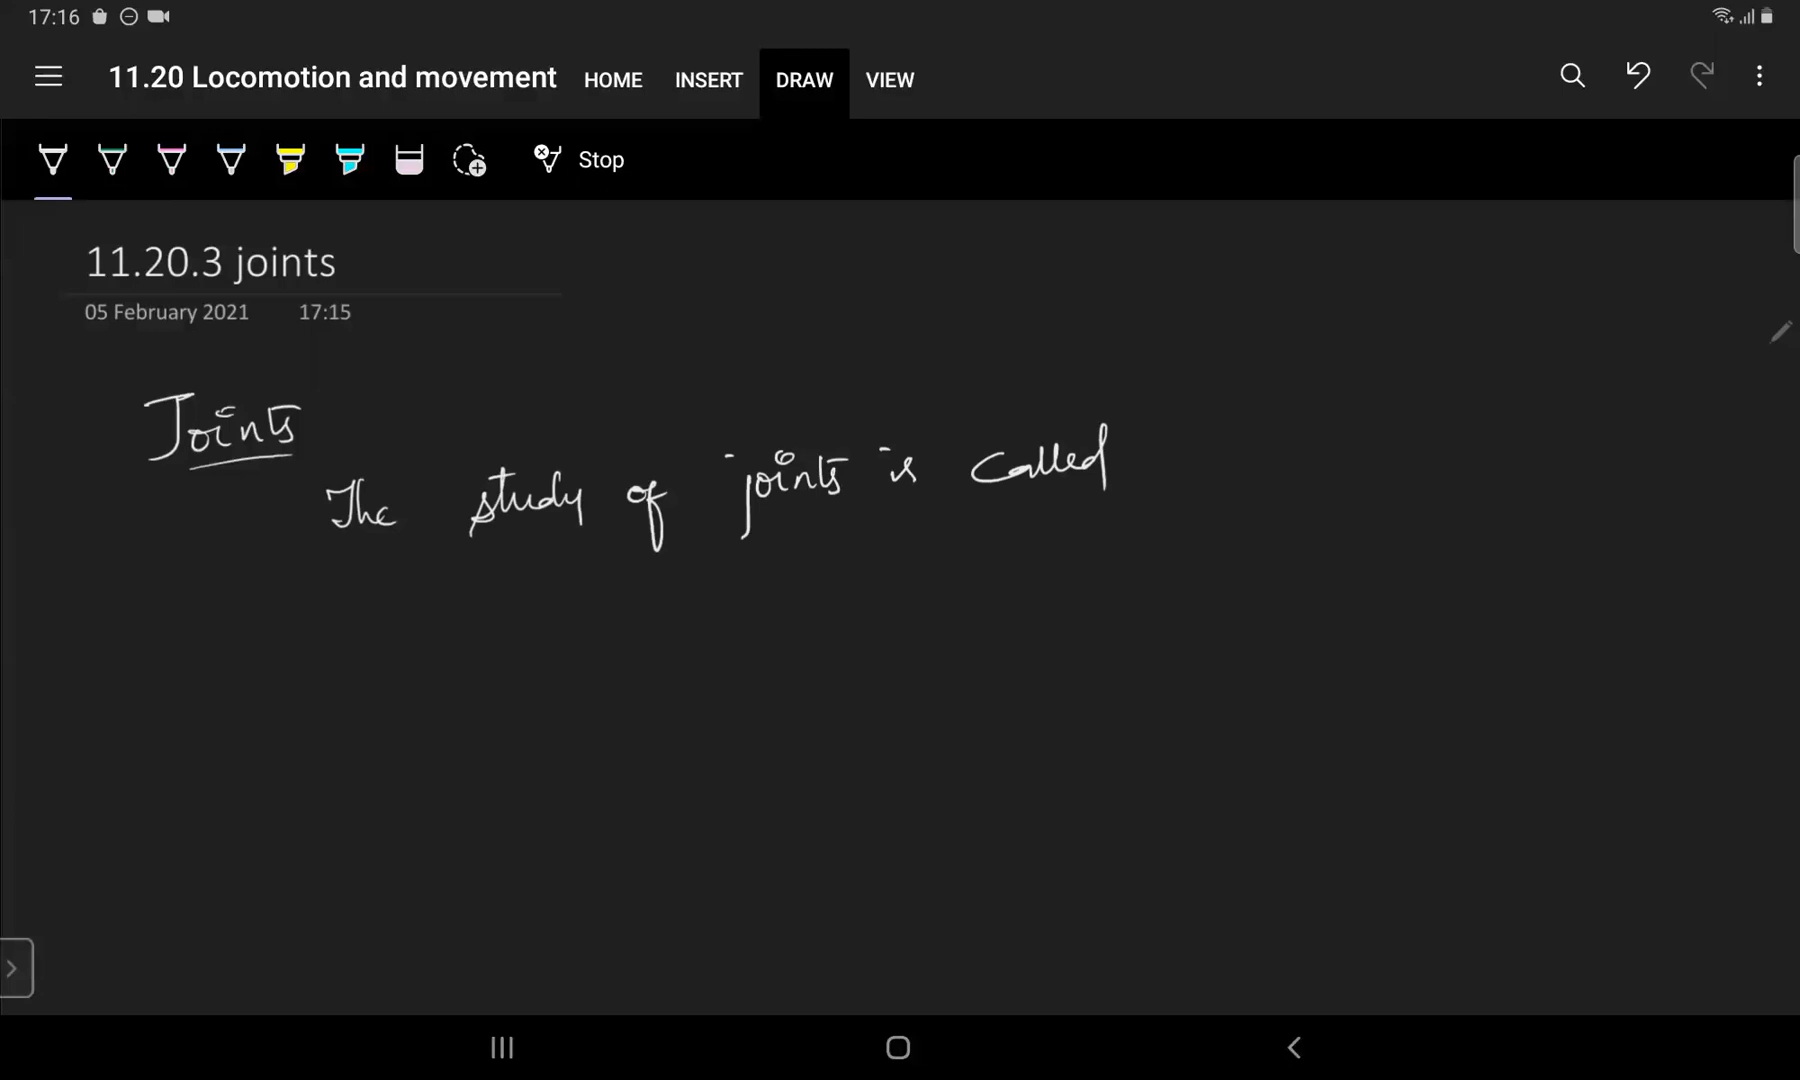 17:16
11.20 Locomotion and movement HOME INSERT DRAW VIEW
Stop
11.20.3 joints
05 February 2021 17:15
Joints
The study of joints is called